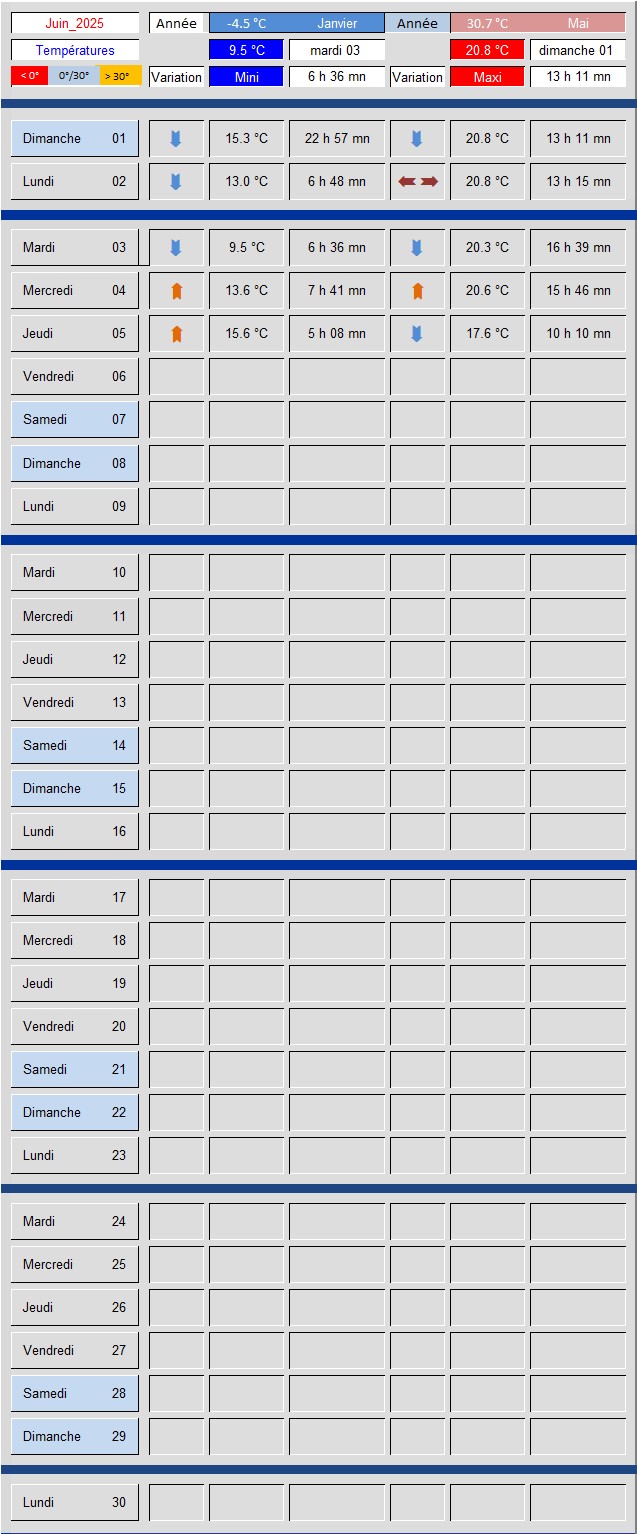 Juin_2025 Année -4.5 °C Janvier Année 30.7 °C Mai
Températures 9.5 °C mardi 03 20.8 °C dimanche 01
< 0° 0°/30° > 30° Variation Mini 6 h 36 mn Variation Maxi 13 h 11 mn
Dimanche 01 15.3 °C 22 h 57 mn 20.8 °C 13 h 11 mn
Lundi 02 13.0 °C 6 h 48 mn 20.8 °C 13 h 15 mn
Mardi 03 9.5 °C 6 h 36 mn 20.3 °C 16 h 39 mn
Mercredi 04 13.6 °C 7 h 41 mn 20.6 °C 15 h 46 mn
Jeudi 05 15.6 °C 5 h 08 mn 17.6 °C 10 h 10 mn
Vendredi 06
Samedi 07
Dimanche 08
Lundi 09
Mardi 10
Mercredi 11
Jeudi 12
Vendredi 13
Samedi 14
Dimanche 15
Lundi 16
Mardi 17
Mercredi 18
Jeudi 19
Vendredi 20
Samedi 21
Dimanche 22
Lundi 23
Mardi 24
Mercredi 25
Jeudi 26
Vendredi 27
Samedi 28
Dimanche 29
Lundi 30